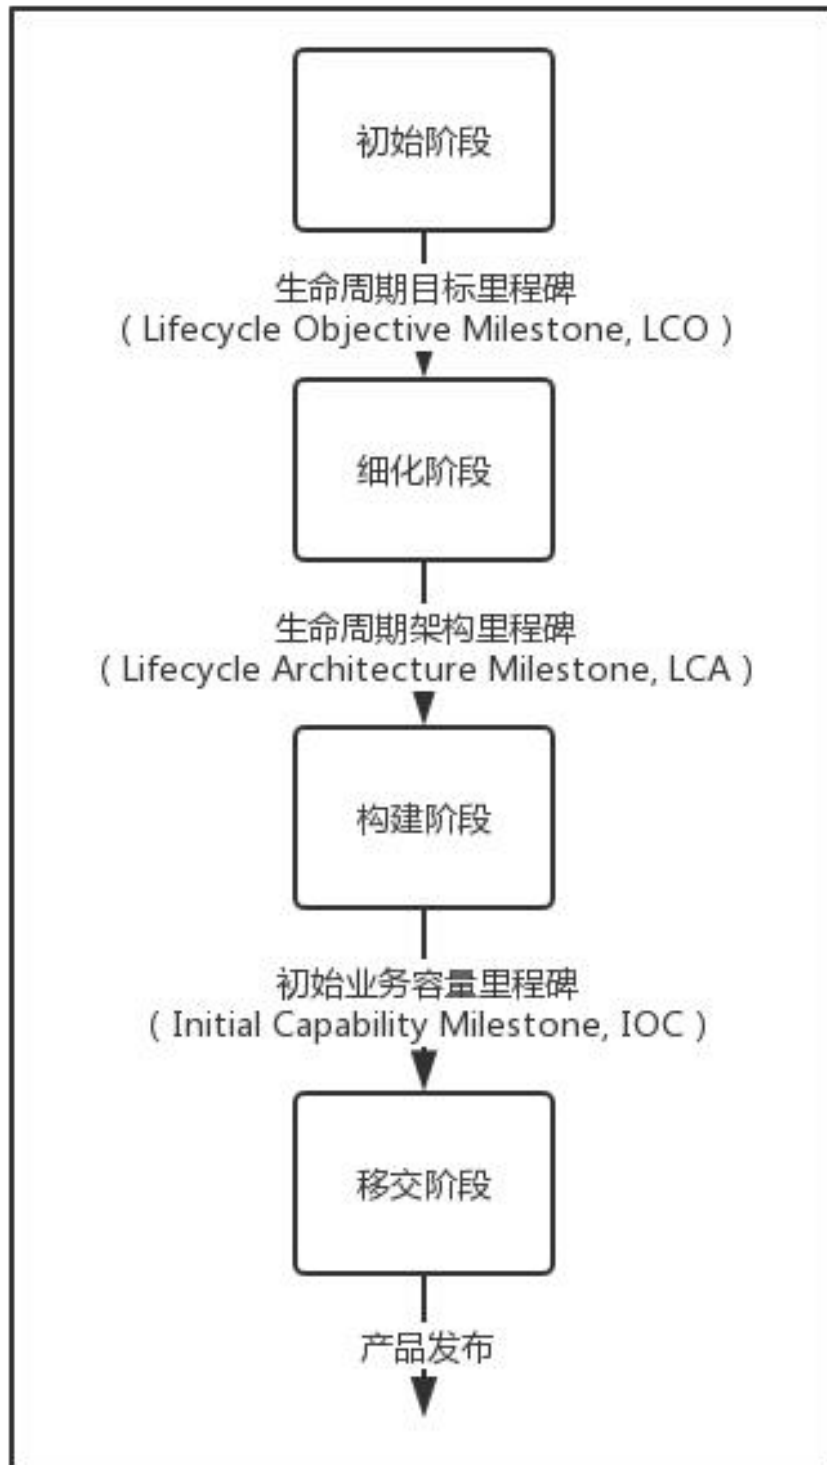 初始阶段
生命周期目标里程碑
( Lifecycle Objective Milestone, LCO )
细化阶段
生命周期架构里程碑
( Lifecycle Architecture Milestone, LCA )
构建阶段
初始业务容量里程碑
( Initial Capability Milestone, IOC )
移交阶段
产品发布